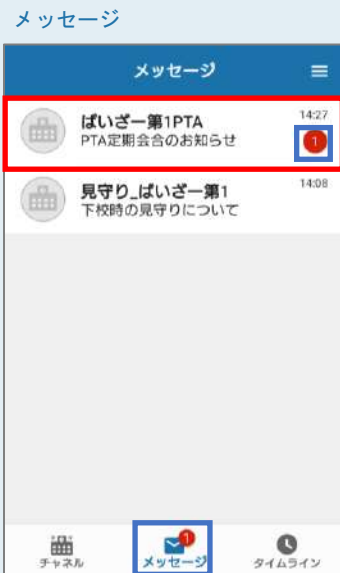 メッセージ
メッセージ
ぱいざー第1PTA
14:27
PTA定期会合のお知らせ
1
見守り_ぱいざー第1
14:08
下校時の見守りについて
1
チャネル
メッセージ
タイムライン